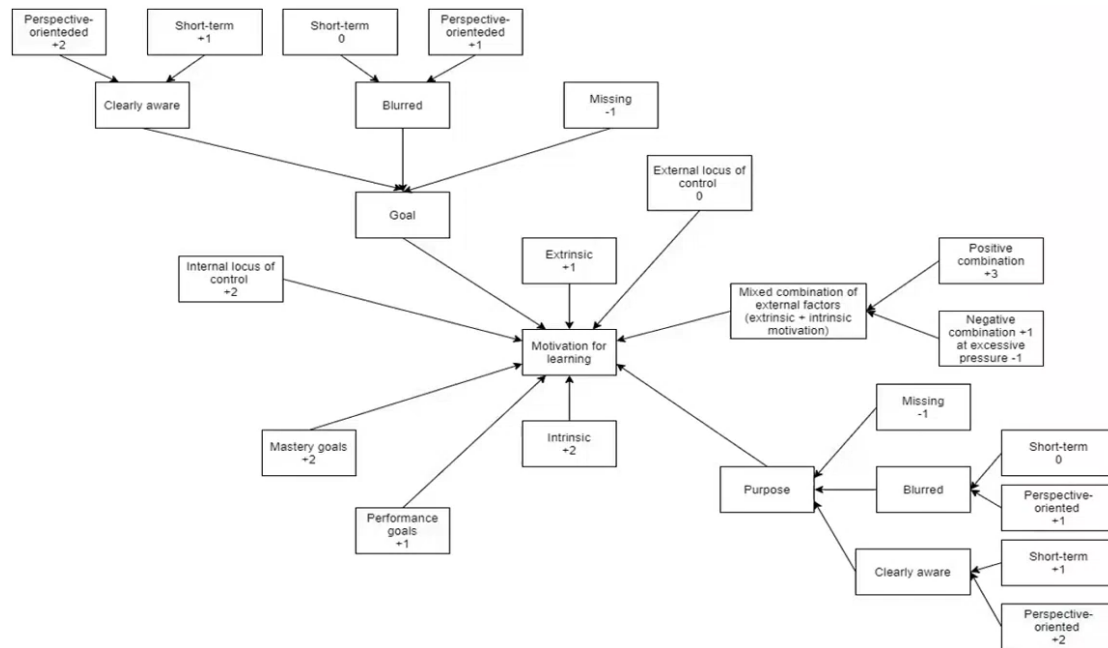 Perspective-
orienteded
+2
Short-term
+1
Short-term
0
Perspective-
orienteded
+1
Clearly aware
Blurred
Missing
-1
External locus of
control
0
Goal
Internal locus of
control
+2
Extrinsic
+1
Positive
combination
+3
Mixed combination of
external factors
(extrinsic + intrinsic
motivation)
Negative
combination +1
at excessive
pressure -1
Motivation for
learning
Missing
-1
Mastery goals
+2
Intrinsic
+2
Short-term
0
Purpose
Blurred
Perspective-
oriented
+1
Performance
goals
+1
Short-term
+1
Clearly aware
Perspective-
oriented
+2